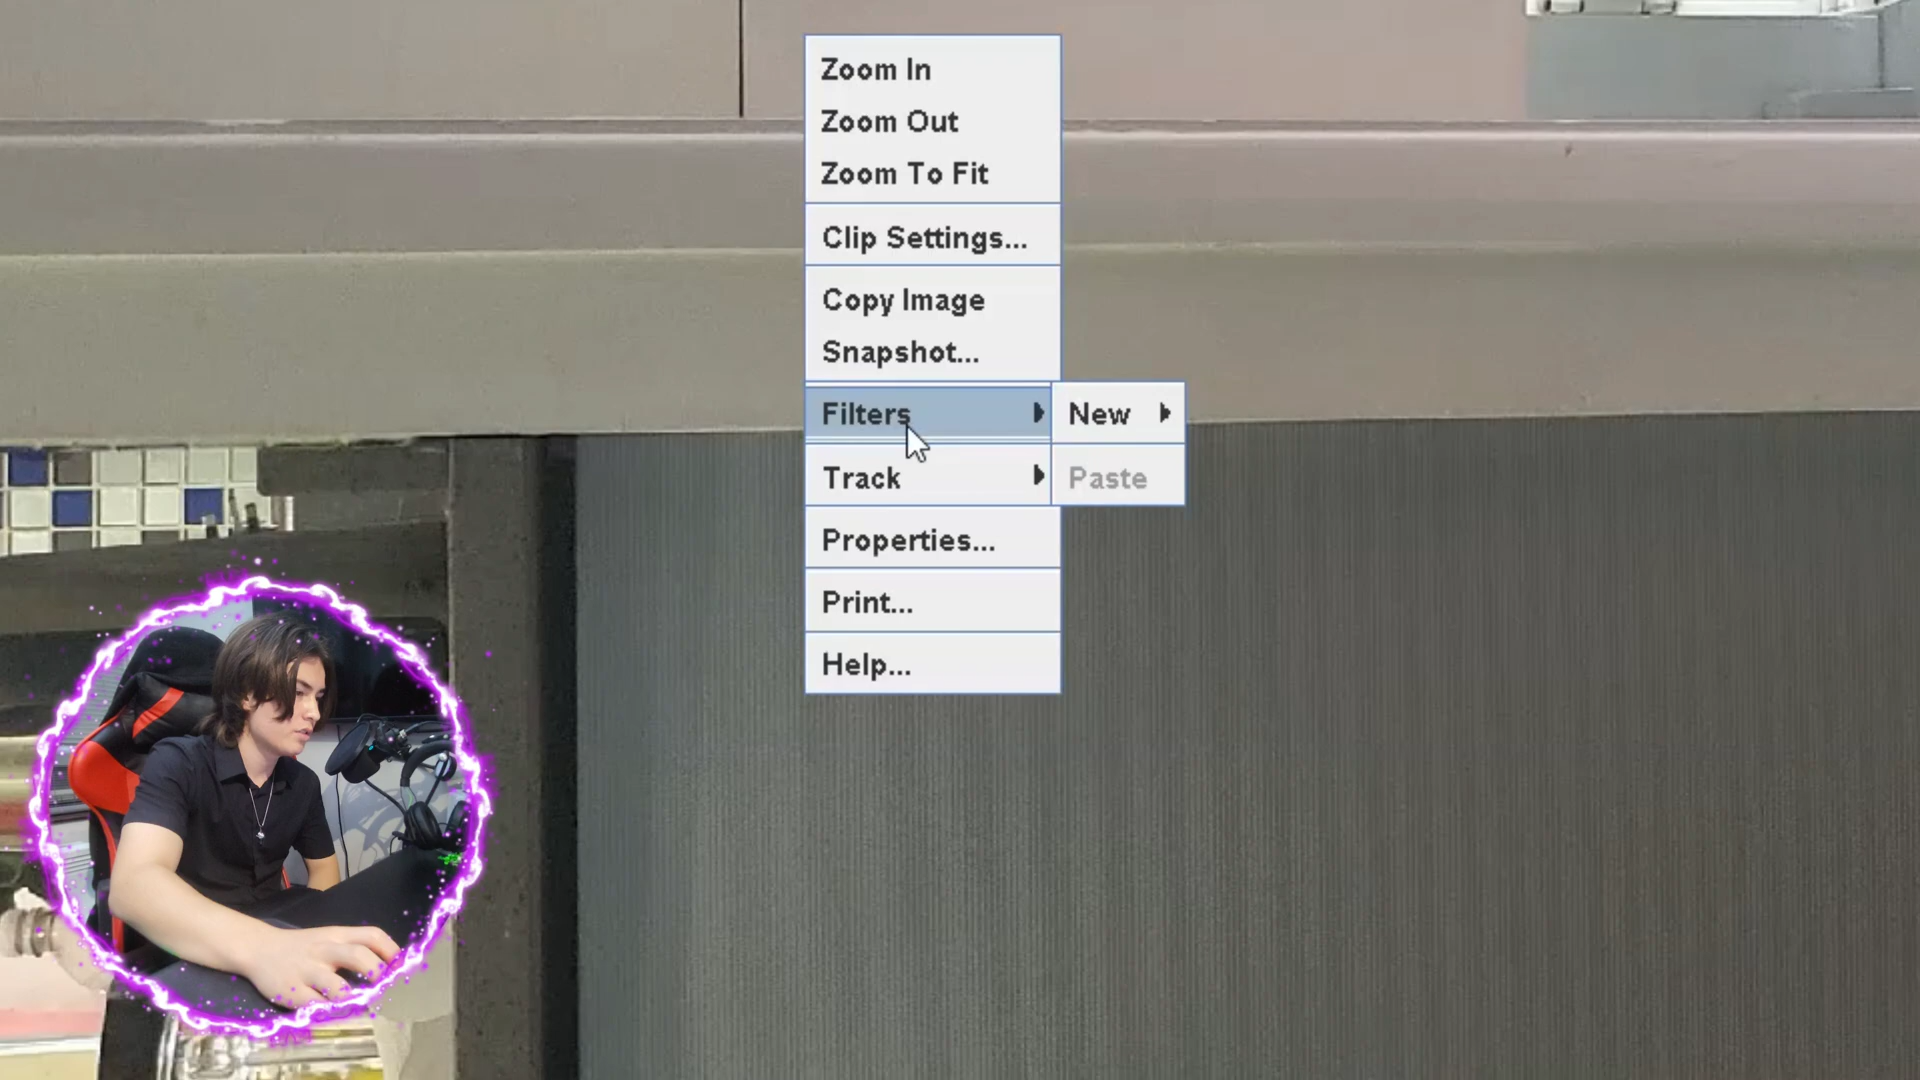 Zoom In
Zoom Out
Zoom To Fit
Clip Settings...
Copy Image
Snapshot...
Filters
New
Track
Paste
Properties...
Print...
Help...